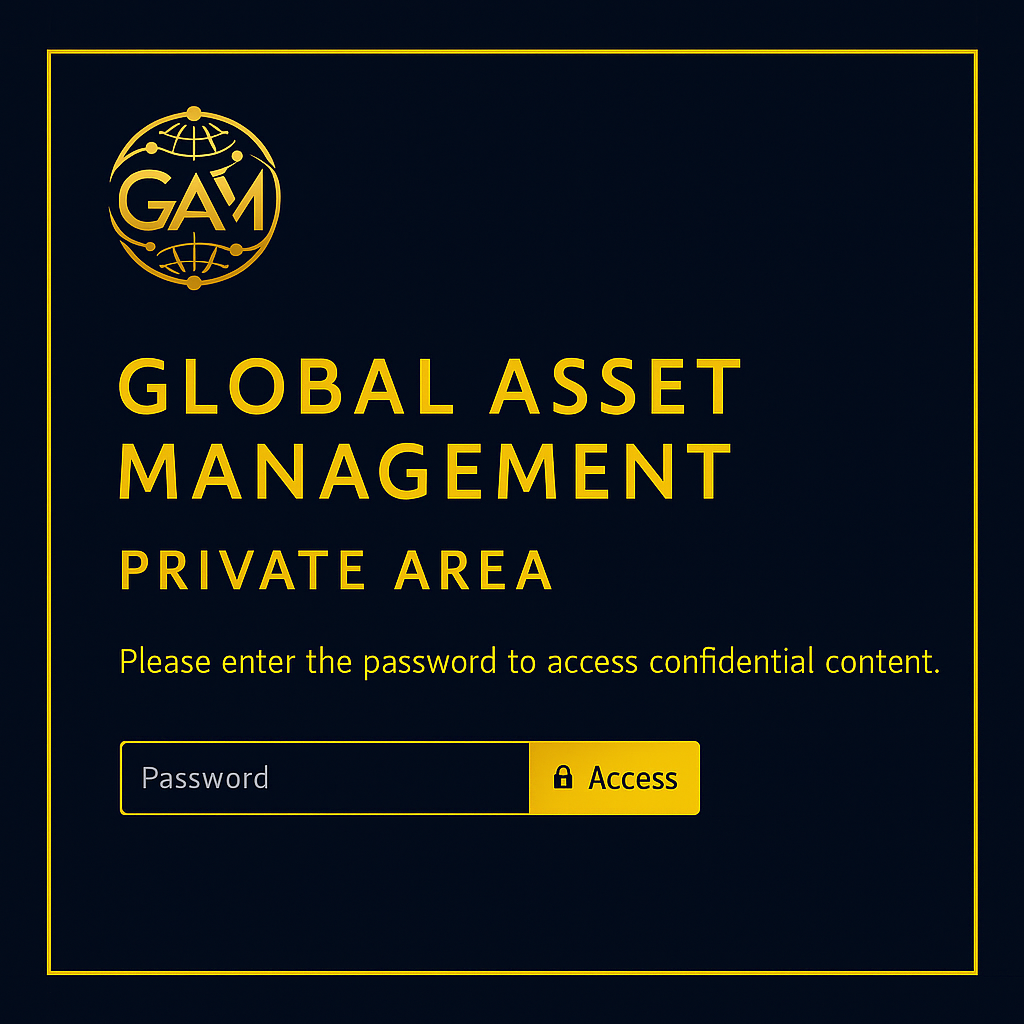 GAM
GLOBAL ASSET
MANAGEMENT
PRIVATE AREA
Please enter the password to access confidential content.
Password
Access